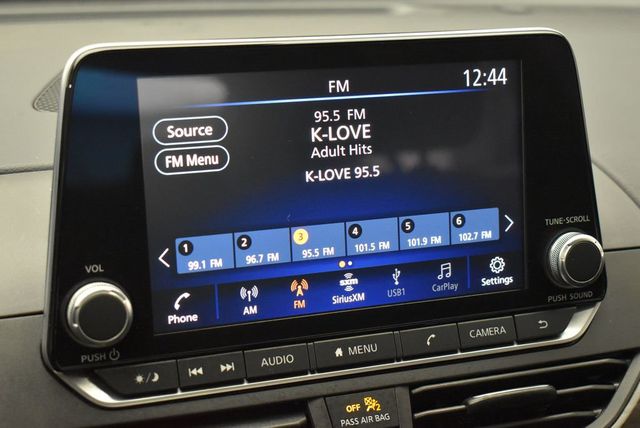 FM
12:44
Source
FM Menu
95.5 FM
K-LOVE
Adult Hits
K-LOVE 95.5
1 2 3 4 5 6
99.1 FM 96.7 FM 95.5 FM 101.5 FM 101.9 FM 102.7 FM
Phone
AM
FM
SXM
SiriusXM
USB1
CarPlay
Settings
VOL
PUSH
TUNE·SCROLL
PUSH SOUND
AUDIO
MENU
CAMERA
OFF 2
PASS AIR BAG